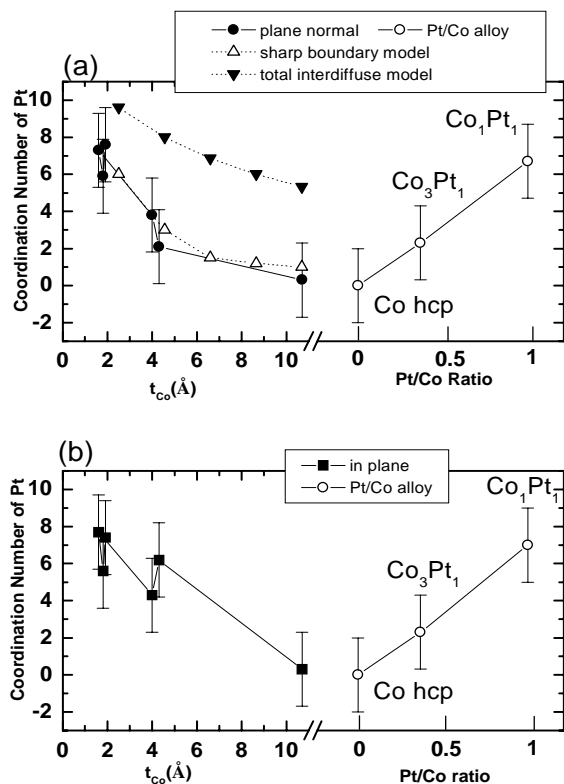 plane normal Pt/Co alloy
sharp boundary model
total interdiffuse model
(a)
Coordination Number of Pt
10
8
6
4
2
0
-2
Co1Pt1
Co3Pt1
Co hcp
0 2 4 6 8 10 0 0.5 1
tCo(Å) Pt/Co Ratio
(b)
in plane
Pt/Co alloy
Coordination Number of Pt
10
8
6
4
2
0
-2
Co1Pt1
Co3Pt1
Co hcp
0 2 4 6 8 10 0 0.5 1
tCo(Å) Pt/Co ratio